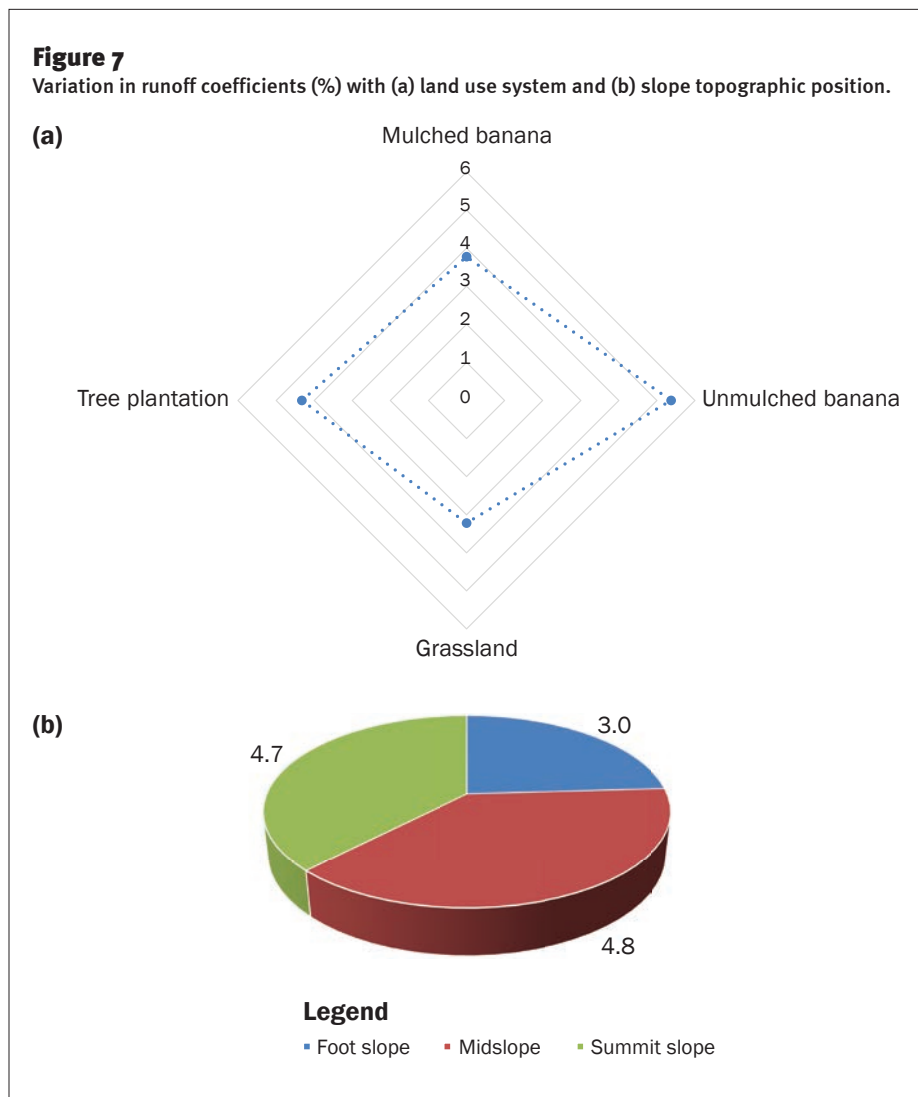 Figure 7
Variation in runoff coefficients (%) with (a) land use system and (b) slope topographic position.
(a)
Mulched banana
6
5
4
3
2
1
0
Tree plantation
Unmulched banana
Grassland
(b)
4.7
3.0
4.8
Legend
Foot slope Midslope Summit slope